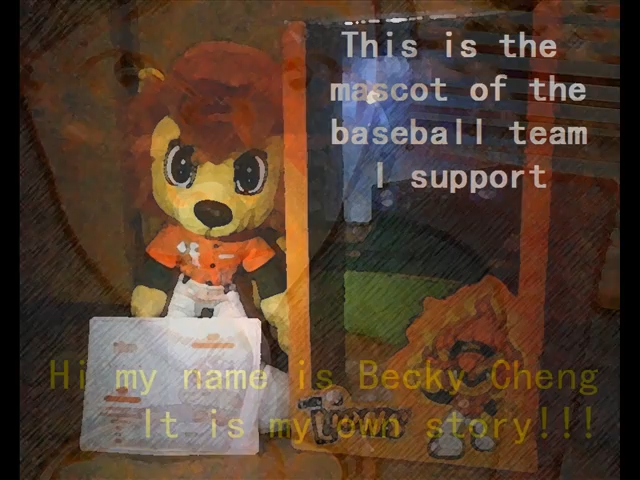 This is the
mascot of the
baseball team
I support
Hi my name is Becky Cheng
It is my own story!!!